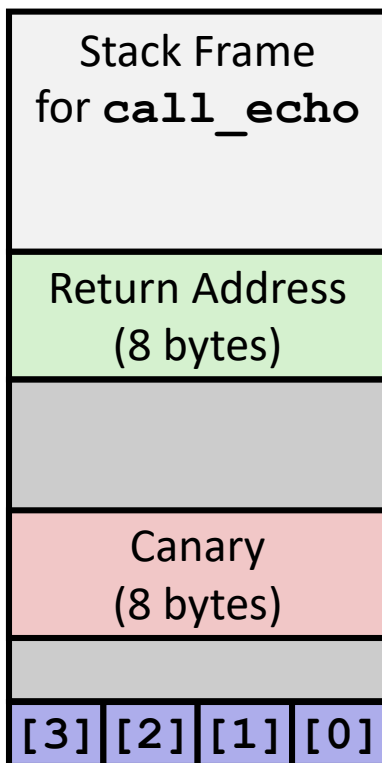 Stack Frame
for call_echo
Return Address
(8 bytes)
Canary
(8 bytes)
[3] [2] [1] [0]